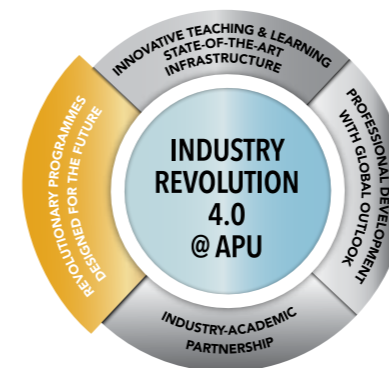 INNOVATIVE TEACHING & LEARNING
STATE-OF-THE-ART
INFRASTRUCTURE
REVOLUTIONARY PROGRAMMES
DESIGNED FOR THE FUTURE
INDUSTRY
REVOLUTION
4.0
@ APU
PROFESSIONAL DEVELOPMENT
WITH GLOBAL OUTLOOK
INDUSTRY-ACADEMIC
PARTNERSHIP